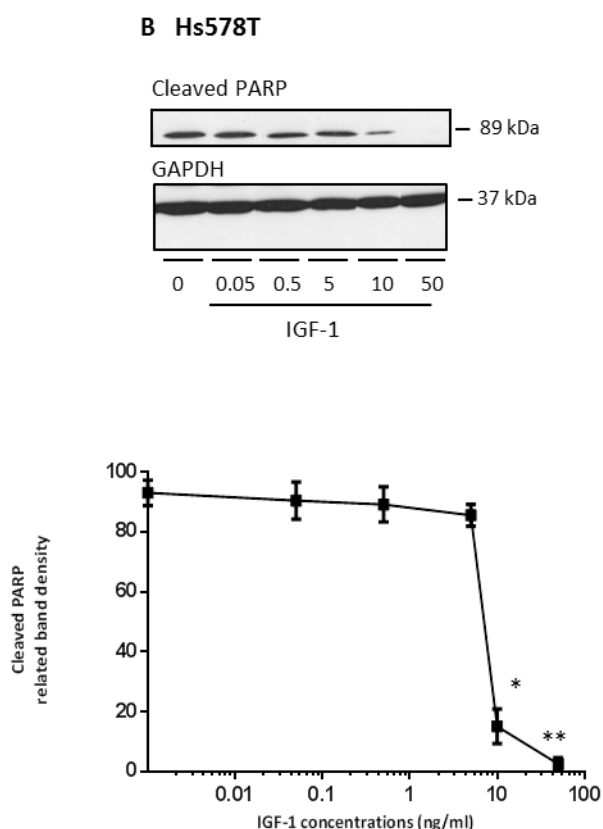 B Hs578T
Cleaved PARP
89 kDa
GAPDH
37 kDa
0 0.05 0.5 5 10 50
IGF-1
100
80
60
40
20
0
Cleaved PARP
related band density
*
**
0.01 0.1 1 10 100
IGF-1 concentrations (ng/ml)